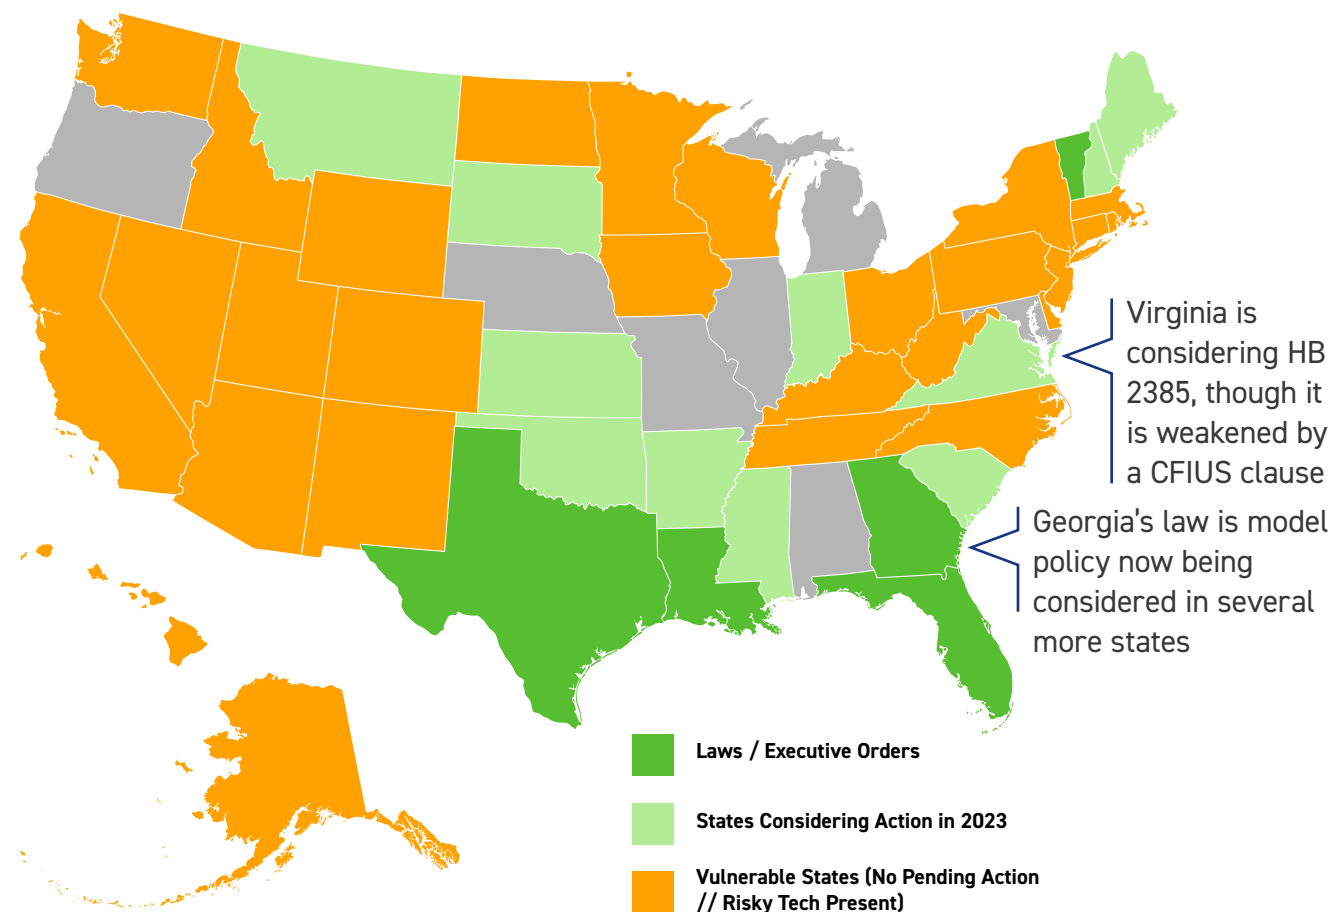 Virginia is
considering HB
2385, though it
is weakened by
a CFIUS clause
Georgia's law is model
policy now being
considered in several
more states
Laws / Executive Orders
States Considering Action in 2023
Vulnerable States (No Pending Action
// Risky Tech Present)